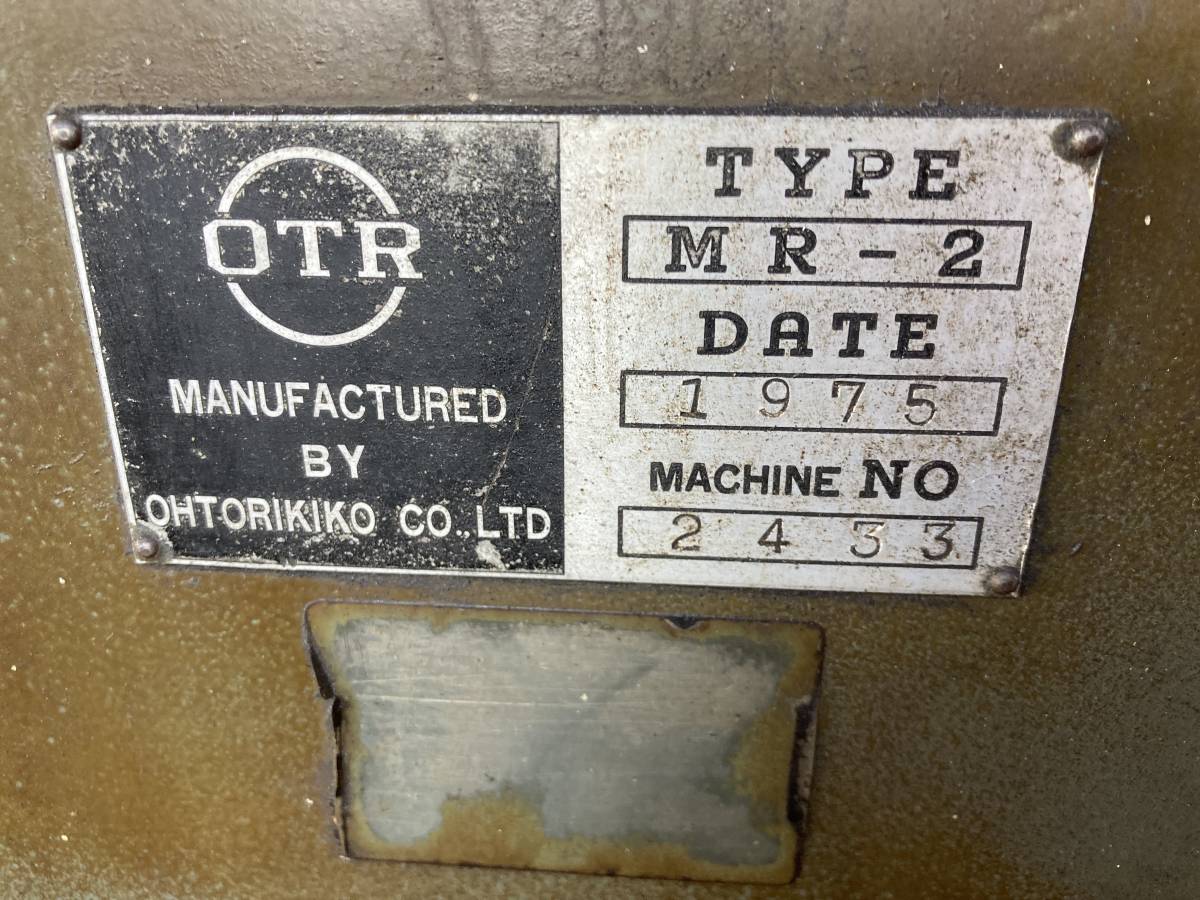 OTR
MANUFACTURED
BY
OHTORIKIKO CO.,LTD
TYPE
MR-2
DATE
1975
MACHINE NO
2433